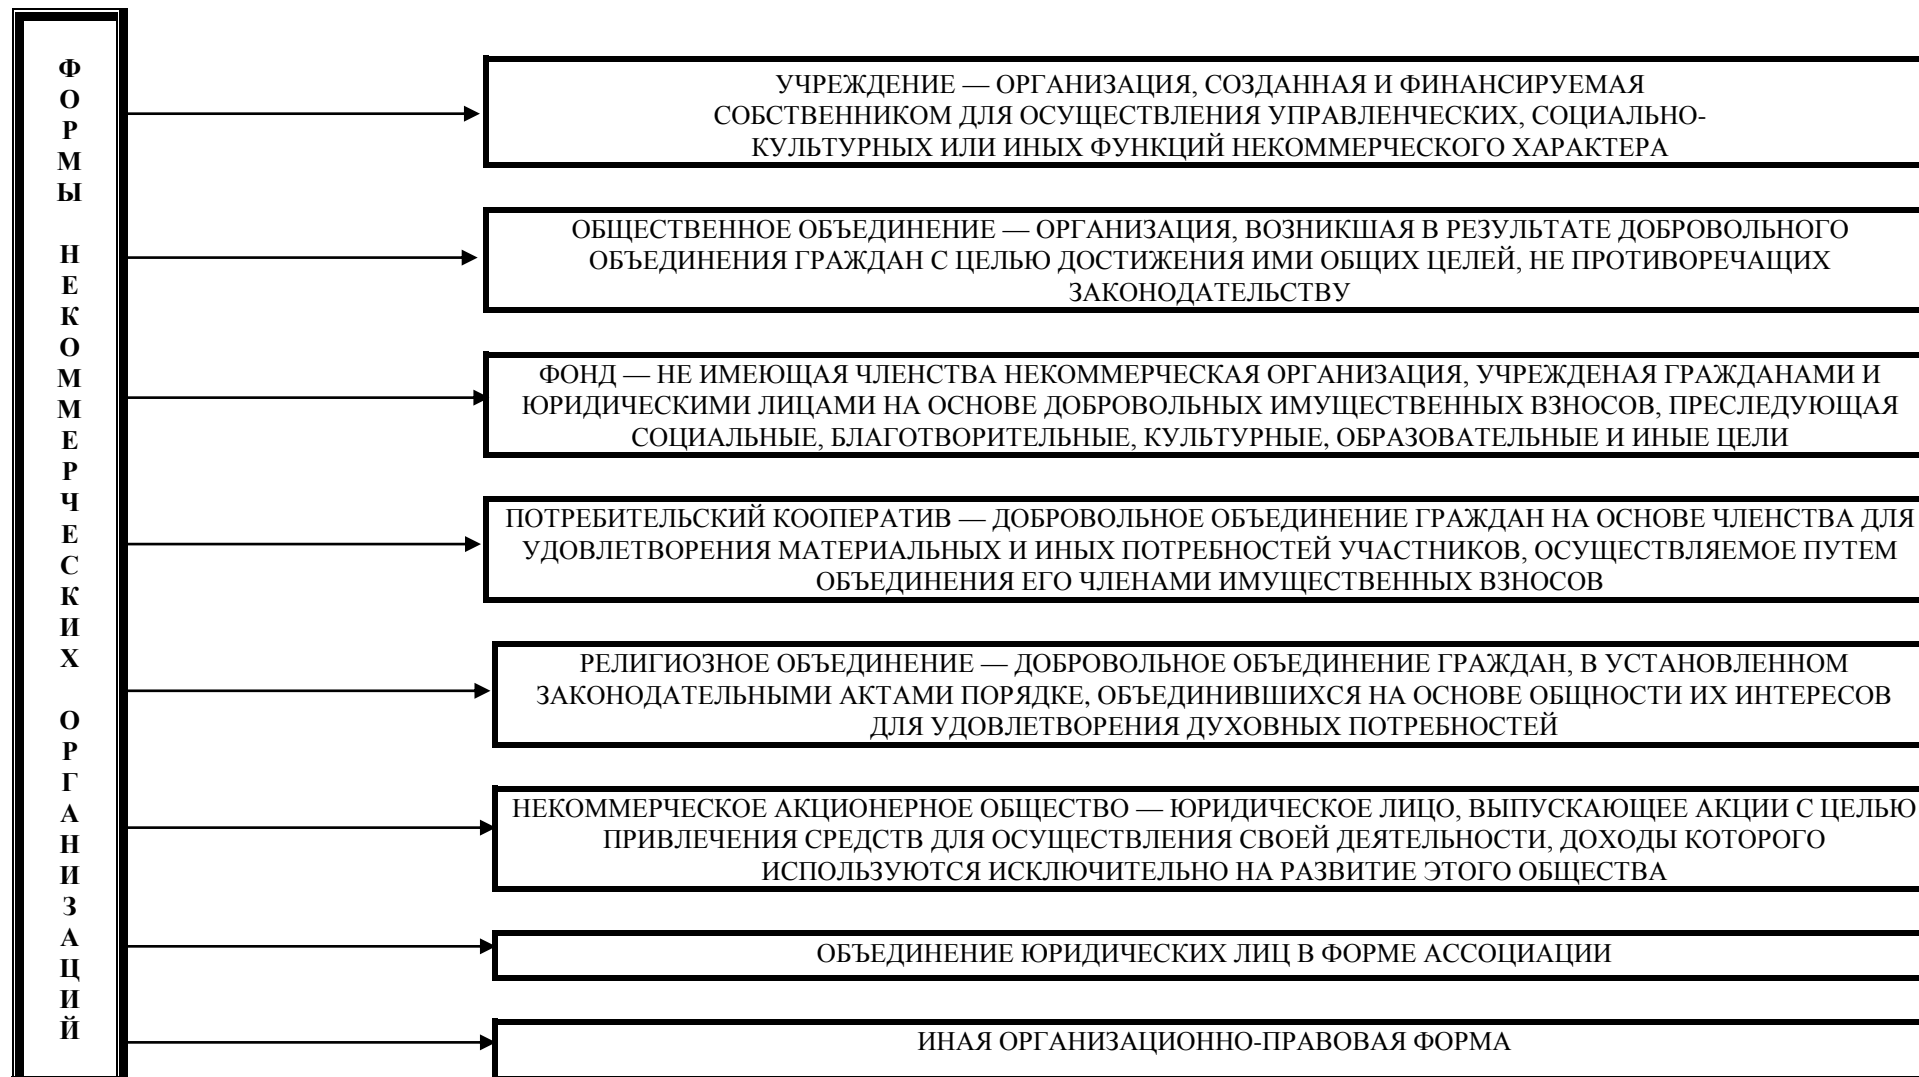 ФОРМЫ НЕКОММЕРЧЕСКИХ ОРГАНИЗАЦИЙ
УЧРЕЖДЕНИЕ — ОРГАНИЗАЦИЯ, СОЗДАННАЯ И ФИНАНСИРУЕМАЯ
СОБСТВЕННИКОМ ДЛЯ ОСУЩЕСТВЛЕНИЯ УПРАВЛЕНЧЕСКИХ, СОЦИАЛЬНО-
КУЛЬТУРНЫХ ИЛИ ИНЫХ ФУНКЦИЙ НЕКОММЕРЧЕСКОГО ХАРАКТЕРА
ОБЩЕСТВЕННОЕ ОБЪЕДИНЕНИЕ — ОРГАНИЗАЦИЯ, ВОЗНИКШАЯ В РЕЗУЛЬТАТЕ ДОБРОВОЛЬНОГО
ОБЪЕДИНЕНИЯ ГРАЖДАН С ЦЕЛЬЮ ДОСТИЖЕНИЯ ИМИ ОБЩИХ ЦЕЛЕЙ, НЕ ПРОТИВОРЕЧАЩИХ
ЗАКОНОДАТЕЛЬСТВУ
ФОНД — НЕ ИМЕЮЩАЯ ЧЛЕНСТВА НЕКОММЕРЧЕСКАЯ ОРГАНИЗАЦИЯ, УЧРЕЖДЕНАЯ ГРАЖДАНАМИ И
ЮРИДИЧЕСКИМИ ЛИЦАМИ НА ОСНОВЕ ДОБРОВОЛЬНЫХ ИМУЩЕСТВЕННЫХ ВЗНОСОВ, ПРЕСЛЕДУЮЩАЯ
СОЦИАЛЬНЫЕ, БЛАГОТВОРИТЕЛЬНЫЕ, КУЛЬТУРНЫЕ, ОБРАЗОВАТЕЛЬНЫЕ И ИНЫЕ ЦЕЛИ
ПОТРЕБИТЕЛЬСКИЙ КООПЕРАТИВ — ДОБРОВОЛЬНОЕ ОБЪЕДИНЕНИЕ ГРАЖДАН НА ОСНОВЕ ЧЛЕНСТВА ДЛЯ
УДОВЛЕТВОРЕНИЯ МАТЕРИАЛЬНЫХ И ИНЫХ ПОТРЕБНОСТЕЙ УЧАСТНИКОВ, ОСУЩЕСТВЛЯЕМОЕ ПУТЕМ
ОБЪЕДИНЕНИЯ ЕГО ЧЛЕНАМИ ИМУЩЕСТВЕННЫХ ВЗНОСОВ
РЕЛИГИОЗНОЕ ОБЪЕДИНЕНИЕ — ДОБРОВОЛЬНОЕ ОБЪЕДИНЕНИЕ ГРАЖДАН, В УСТАНОВЛЕННОМ
ЗАКОНОДАТЕЛЬНЫМИ АКТАМИ ПОРЯДКЕ, ОБЪЕДИНИВШИХСЯ НА ОСНОВЕ ОБЩНОСТИ ИХ ИНТЕРЕСОВ
ДЛЯ УДОВЛЕТВОРЕНИЯ ДУХОВНЫХ ПОТРЕБНОСТЕЙ
НЕКОММЕРЧЕСКОЕ АКЦИОНЕРНОЕ ОБЩЕСТВО — ЮРИДИЧЕСКОЕ ЛИЦО, ВЫПУСКАЮЩЕЕ АКЦИИ С ЦЕЛЬЮ
ПРИВЛЕЧЕНИЯ СРЕДСТВ ДЛЯ ОСУЩЕСТВЛЕНИЯ СВОЕЙ ДЕЯТЕЛЬНОСТИ, ДОХОДЫ КОТОРОГО
ИСПОЛЬЗУЮТСЯ ИСКЛЮЧИТЕЛЬНО НА РАЗВИТИЕ ЭТОГО ОБЩЕСТВА
ОБЪЕДИНЕНИЕ ЮРИДИЧЕСКИХ ЛИЦ В ФОРМЕ АССОЦИАЦИИ
ИНАЯ ОРГАНИЗАЦИОННО-ПРАВОВАЯ ФОРМА